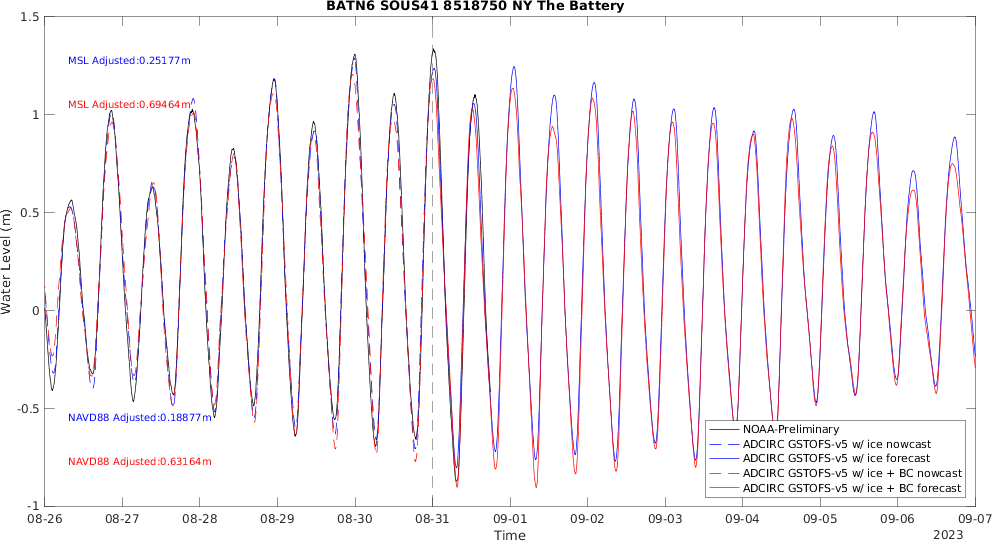 BATN6 SOUS41 8518750 NY The Battery
1.5
1
0.5
0
-0.5
-1
Water Level (m)
MSL Adjusted:0.25177m
MSL Adjusted:0.69464m
NAVD88 Adjusted:0.18877m
NAVD88 Adjusted:0.63164m
NOAA-Preliminary
ADCIRC GSTOFS-v5 w/ ice nowcast
ADCIRC GSTOFS-v5 w/ ice forecast
ADCIRC GSTOFS-v5 w/ ice + BC nowcast
ADCIRC GSTOFS-v5 w/ ice + BC forecast
08-26 08-27 08-28 08-29 08-30 08-31 09-01 09-02 09-03 09-04 09-05 09-06 09-07
Time
2023